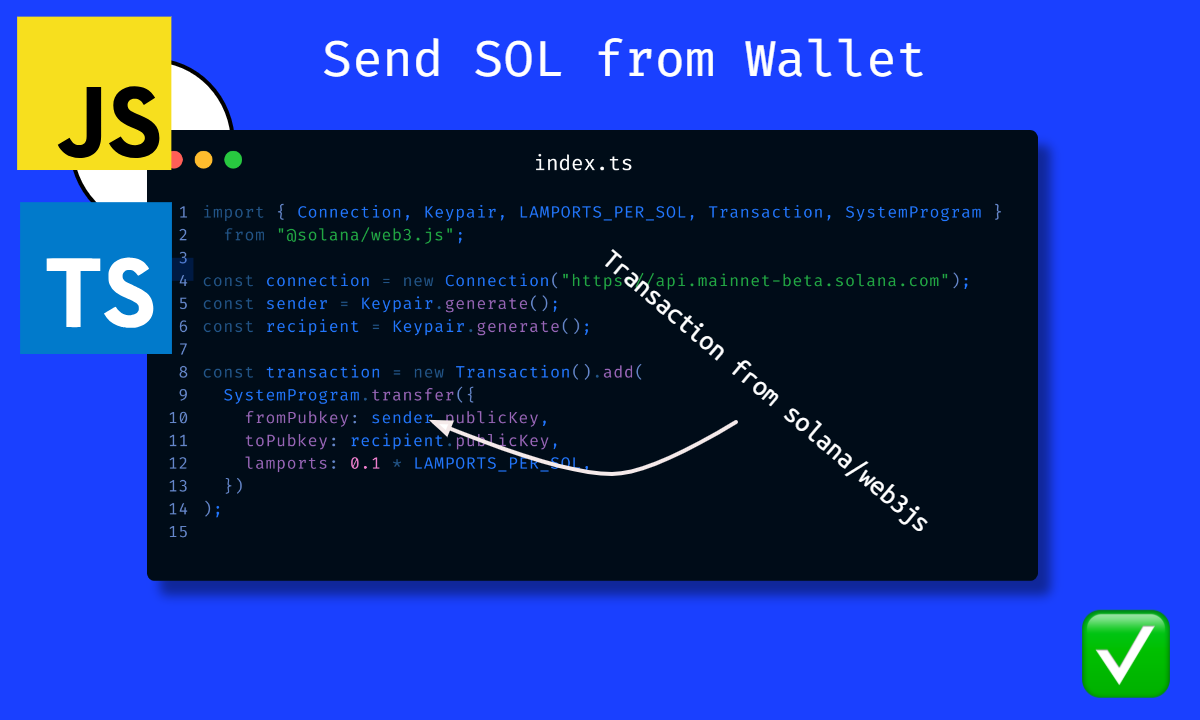 Send SOL from Wallet
JS
TS
index.ts
1 import { Connection, Keypair, LAMPORTS_PER_SOL, Transaction, SystemProgram }
2   from "@solana/web3.js";
3
4 const connection = new Connection("https://api.mainnet-beta.solana.com");
5 const sender = Keypair.generate();
6 const recipient = Keypair.generate();
7
8 const transaction = new Transaction().add(
9   SystemProgram.transfer({
10     fromPubkey: sender.publicKey,
11     toPubkey: recipient.publicKey,
12     lamports: 0.1 * LAMPORTS_PER_SOL,
13   })
14 );
15
Transaction from solana/web3js